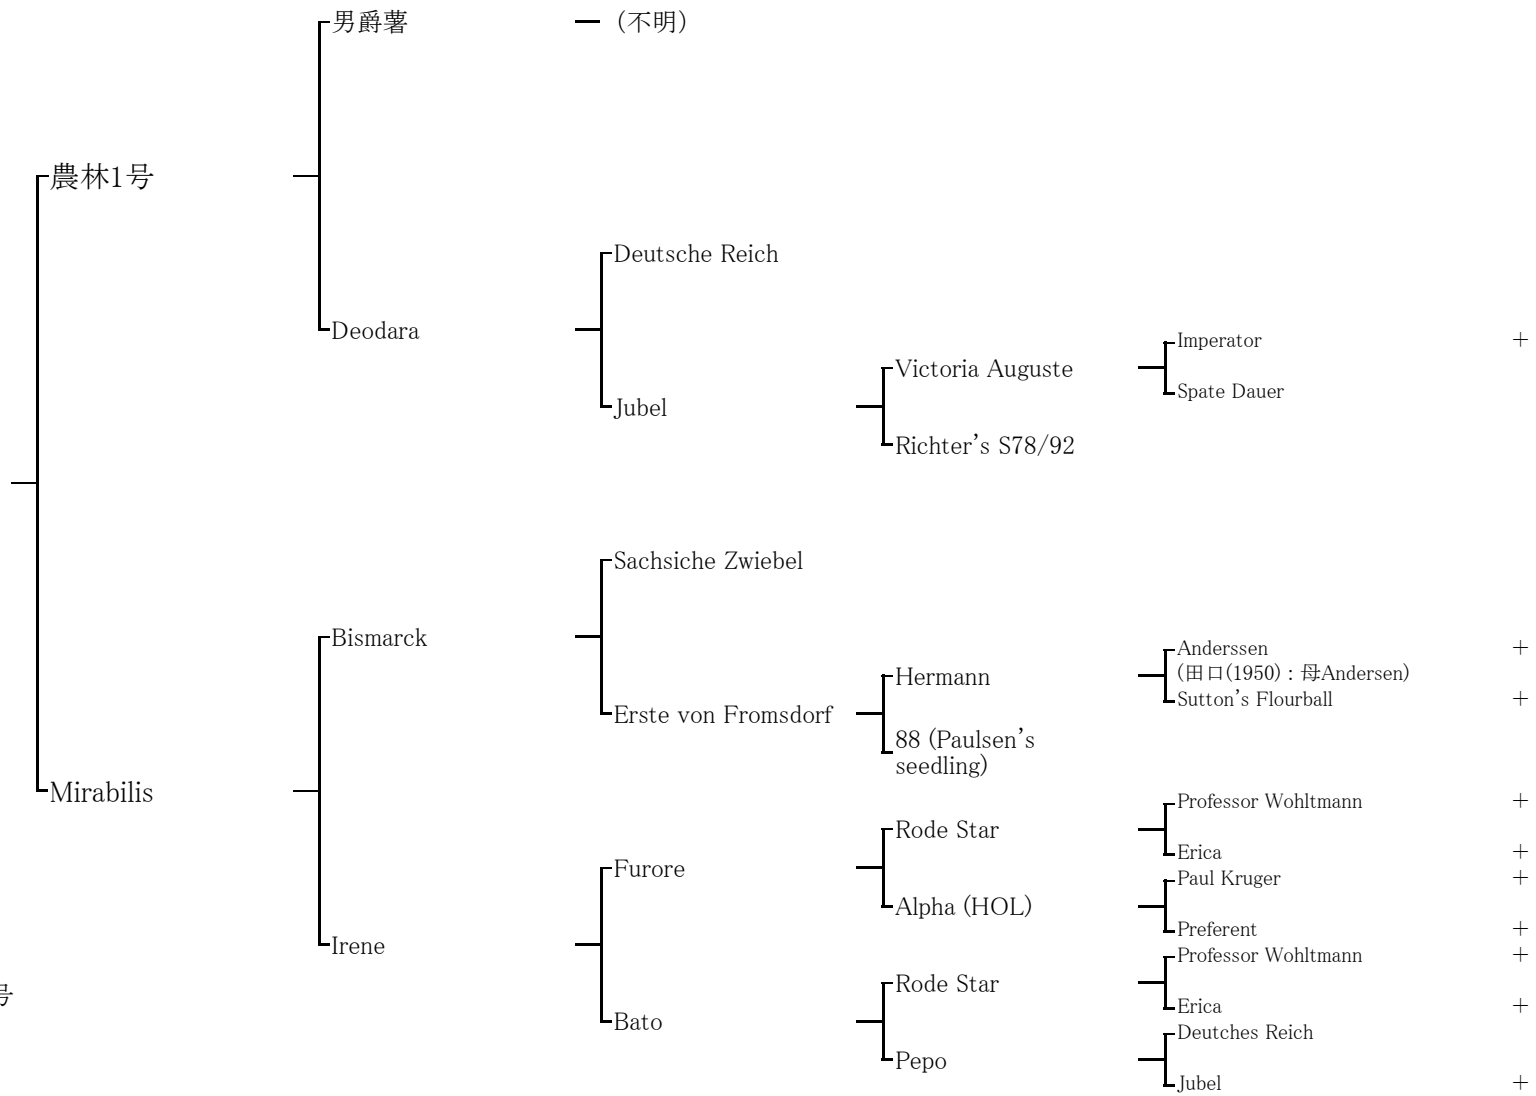 男爵薯
(不明)
農林1号
Deutsche Reich
Deodara
Imperator +
Victoria Auguste
Spate Dauer
Jubel
Richter's S78/92
Sachsiche Zwiebel
Bismarck
Anderssen +
(田口(1950) : 母Andersen)
Hermann
Sutton's Flourball +
Erste von Fromsdorf
88 (Paulsen's
seedling)
Mirabilis
Professor Wohltmann +
Rode Star
Erica +
Furore
Paul Kruger +
Alpha (HOL)
Preferent +
Irene
Professor Wohltmann +
Rode Star
号
Erica +
Bato
Deutches Reich
Pepo
Jubel +